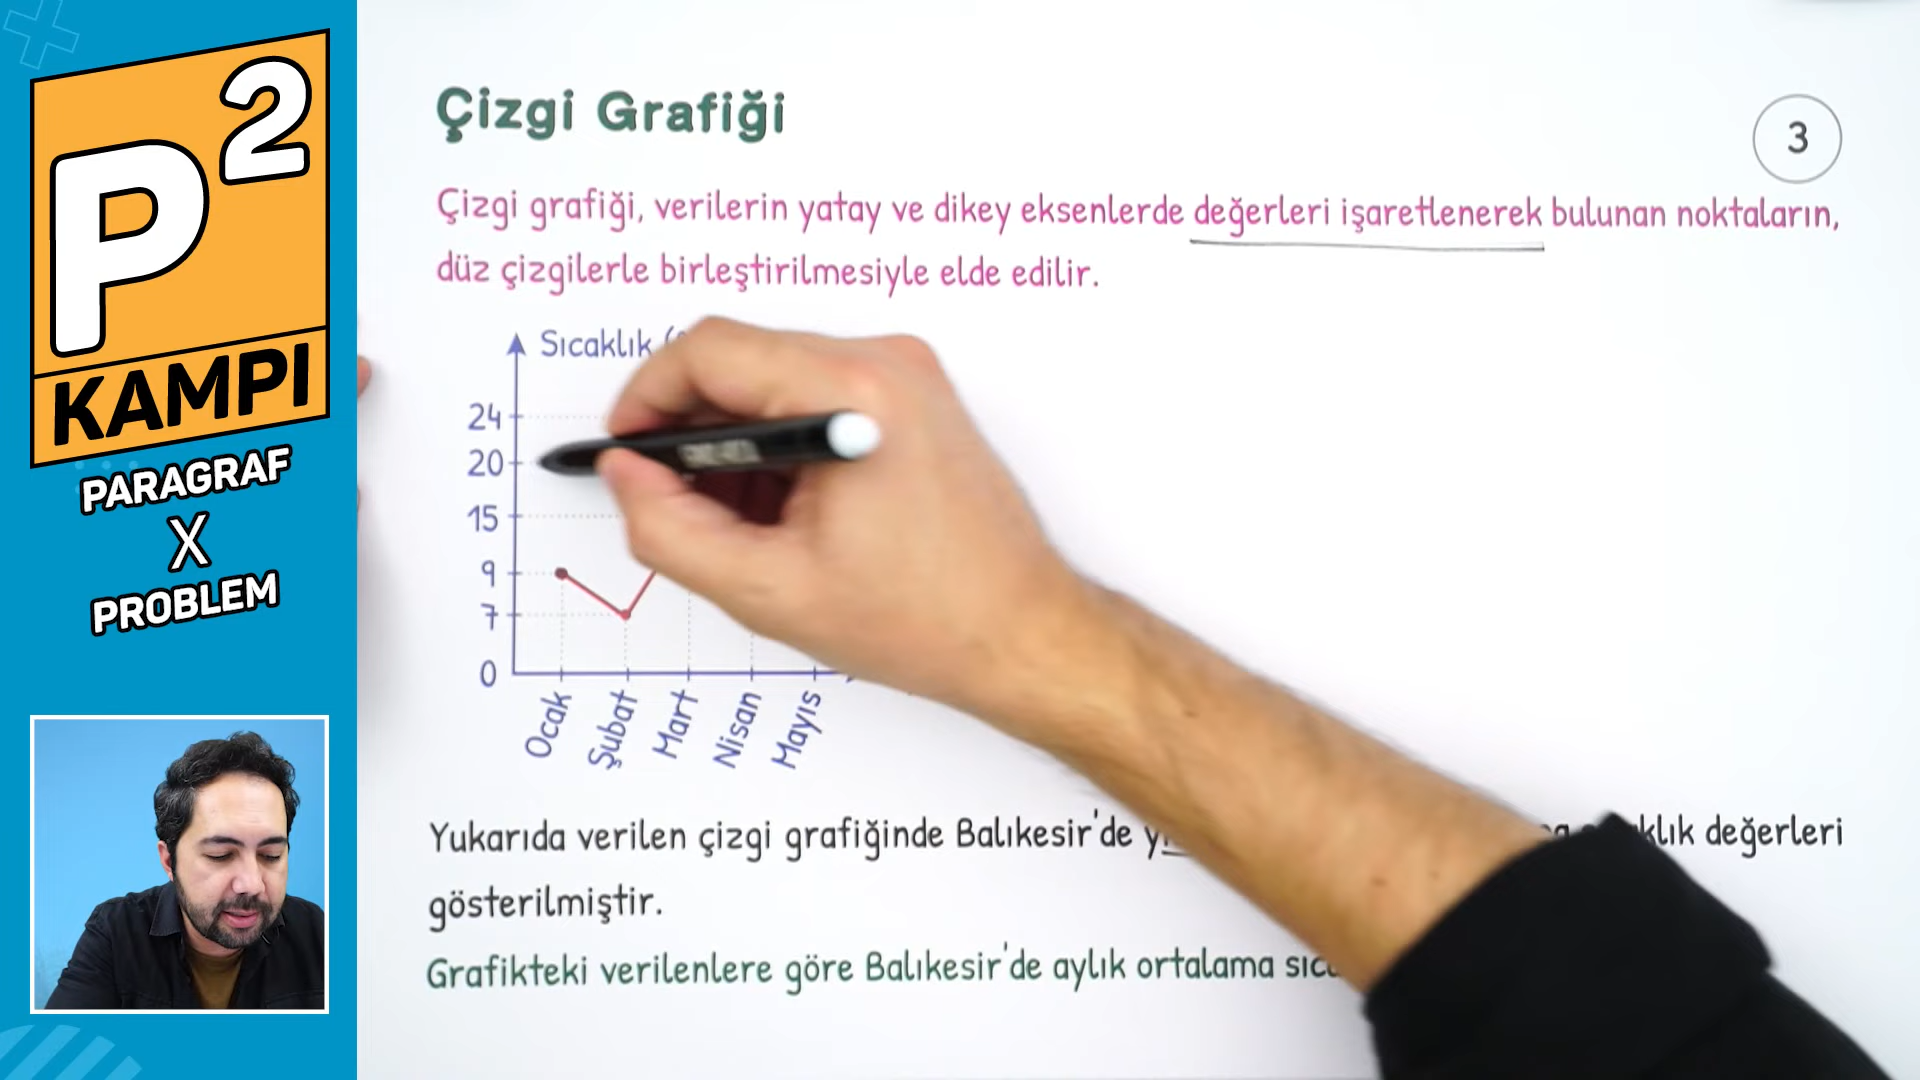 P²
KAMPI
PARAGRAF
X
PROBLEM
Çizgi Grafiği
3
Çizgi grafiği, verilerin yatay ve dikey eksenlerde değerleri işaretlenerek bulunan noktaların,
düz çizgilerle birleştirilmesiyle elde edilir.
Sıcaklık
24
20
15
9
7
0
Ocak
Şubat
Mart
Nisan
Mayıs
Yukarıda verilen çizgi grafiğinde Balıkesir'de değerleri
gösterilmiştir.
Grafikteki verilenlere göre Balıkesir'de aylık ortalama